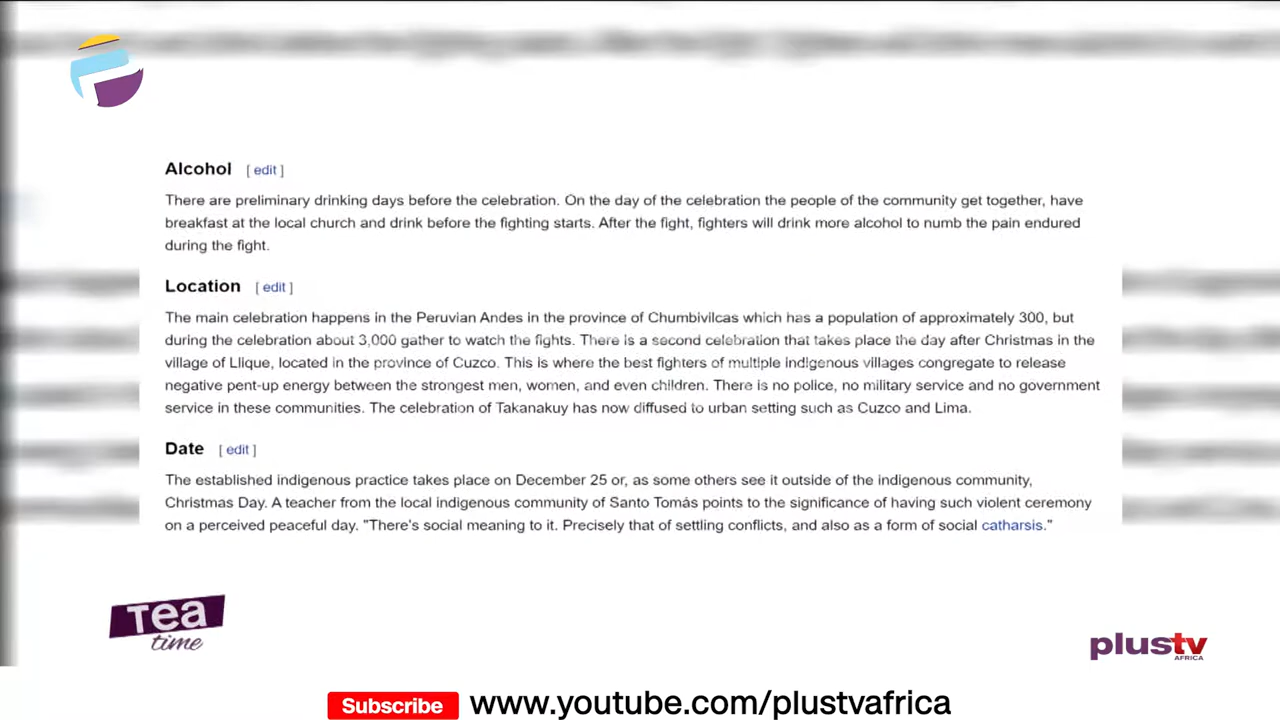 Alcohol [ edit ]
There are preliminary drinking days before the celebration. On the day of the celebration the people of the community get together, have
breakfast at the local church and drink before the fighting starts. After the fight, fighters will drink more alcohol to numb the pain endured
during the fight.
Location [ edit ]
The main celebration happens in the Peruvian Andes in the province of Chumbivilcas which has a population of approximately 300, but
during the celebration about 3,000 gather to watch the fights. There is a second celebration that takes place the day after Christmas in the
village of Llique, located in the province of Cuzco. This is where the best fighters of multiple indigenous villages congregate to release
negative pent-up energy between the strongest men, women, and even children. There is no police, no military service and no government
service in these communities. The celebration of Takanakuy has now diffused to urban setting such as Cuzco and Lima.
Date [ edit ]
The established indigenous practice takes place on December 25 or, as some others see it outside of the indigenous community,
Christmas Day. A teacher from the local indigenous community of Santo Tomás points to the significance of having such violent ceremony
on a perceived peaceful day. "There's social meaning to it. Precisely that of settling conflicts, and also as a form of social catharsis."
Tea
time
plustv
AFRICA
Subscribe www.youtube.com/plustvafrica